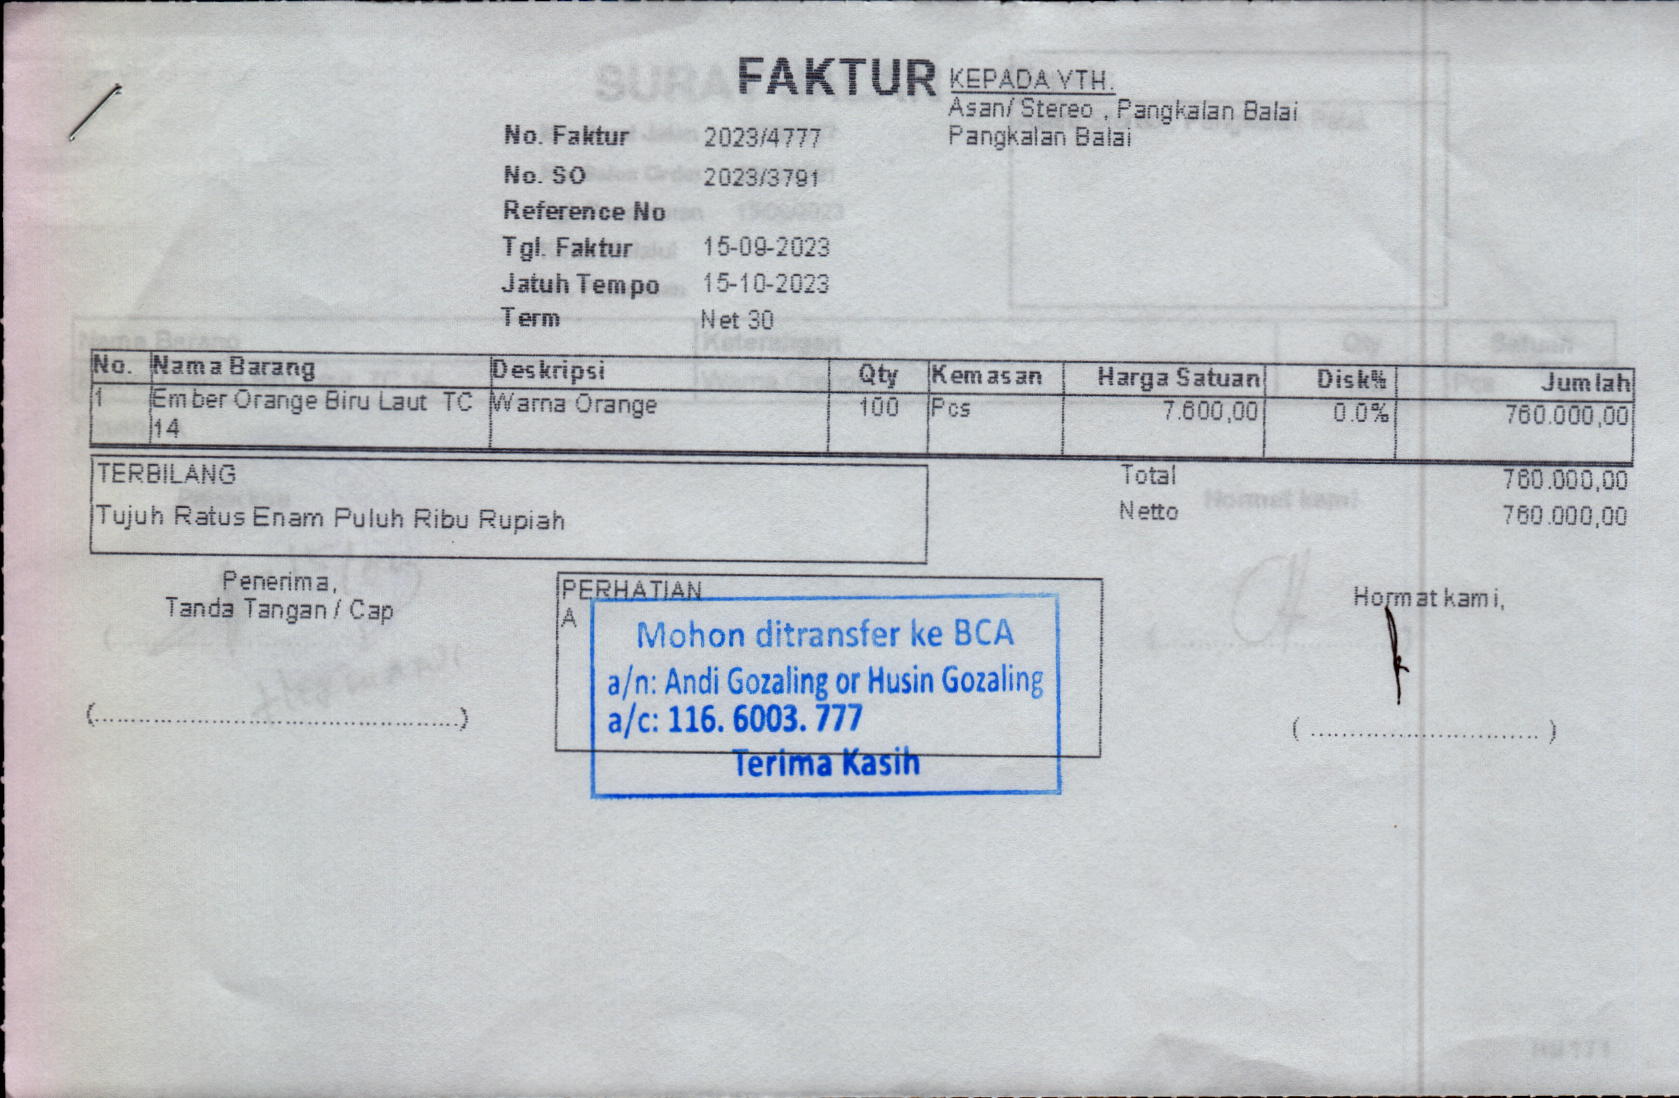 FAKTUR
KEPADA YTH.
Asan/ Stereo , Pangkalan Balai
Pangkalan Balai
No. Faktur 2023/4777
No. SO 2023/3791
Reference No
Tgl. Faktur 15-09-2023
Jatuh Tempo 15-10-2023
Term Net 30
No. Nama Barang Deskripsi Qty Kemasan Harga Satuan Disk% Jumlah
1 Ember Orange Biru Laut TC Warna Orange 100 Pcs 7.600,00 0.0% 760.000,00
14
TERBILANG
Tujuh Ratus Enam Puluh Ribu Rupiah
Total 760.000,00
Netto 760.000,00
Penerima,
Tanda Tangan / Cap
(..............................................)
PERHATIAN
A
Mohon ditransfer ke BCA
a/n: Andi Gozaling or Husin Gozaling
a/c: 116. 6003. 777
Terima Kasih
Hormat kami,
( ............................. )